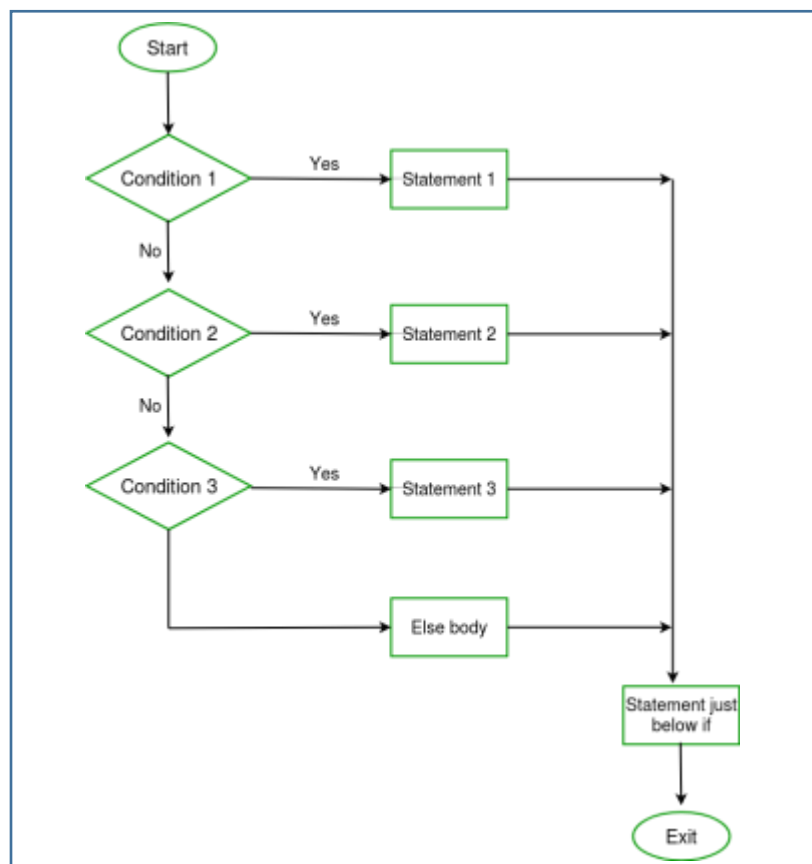 Start
Condition 1
Yes
Statement 1
No
Condition 2
Yes
Statement 2
No
Condition 3
Yes
Statement 3
Else body
Statement just
below if
Exit